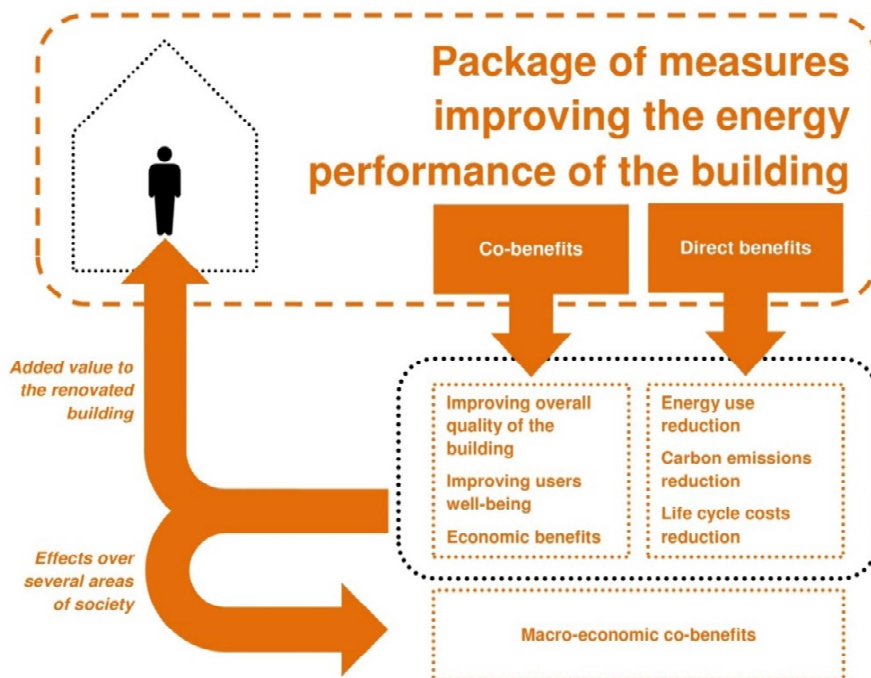 Package of measures
improving the energy
performance of the building
Co-benefits
Direct benefits
Added value to
the renovated
building
Improving overall
quality of the
building
Improving users
well-being
Economic benefits
Energy use
reduction
Carbon emissions
reduction
Life cycle costs
reduction
Effects over
several areas
of society
Macro-economic co-benefits